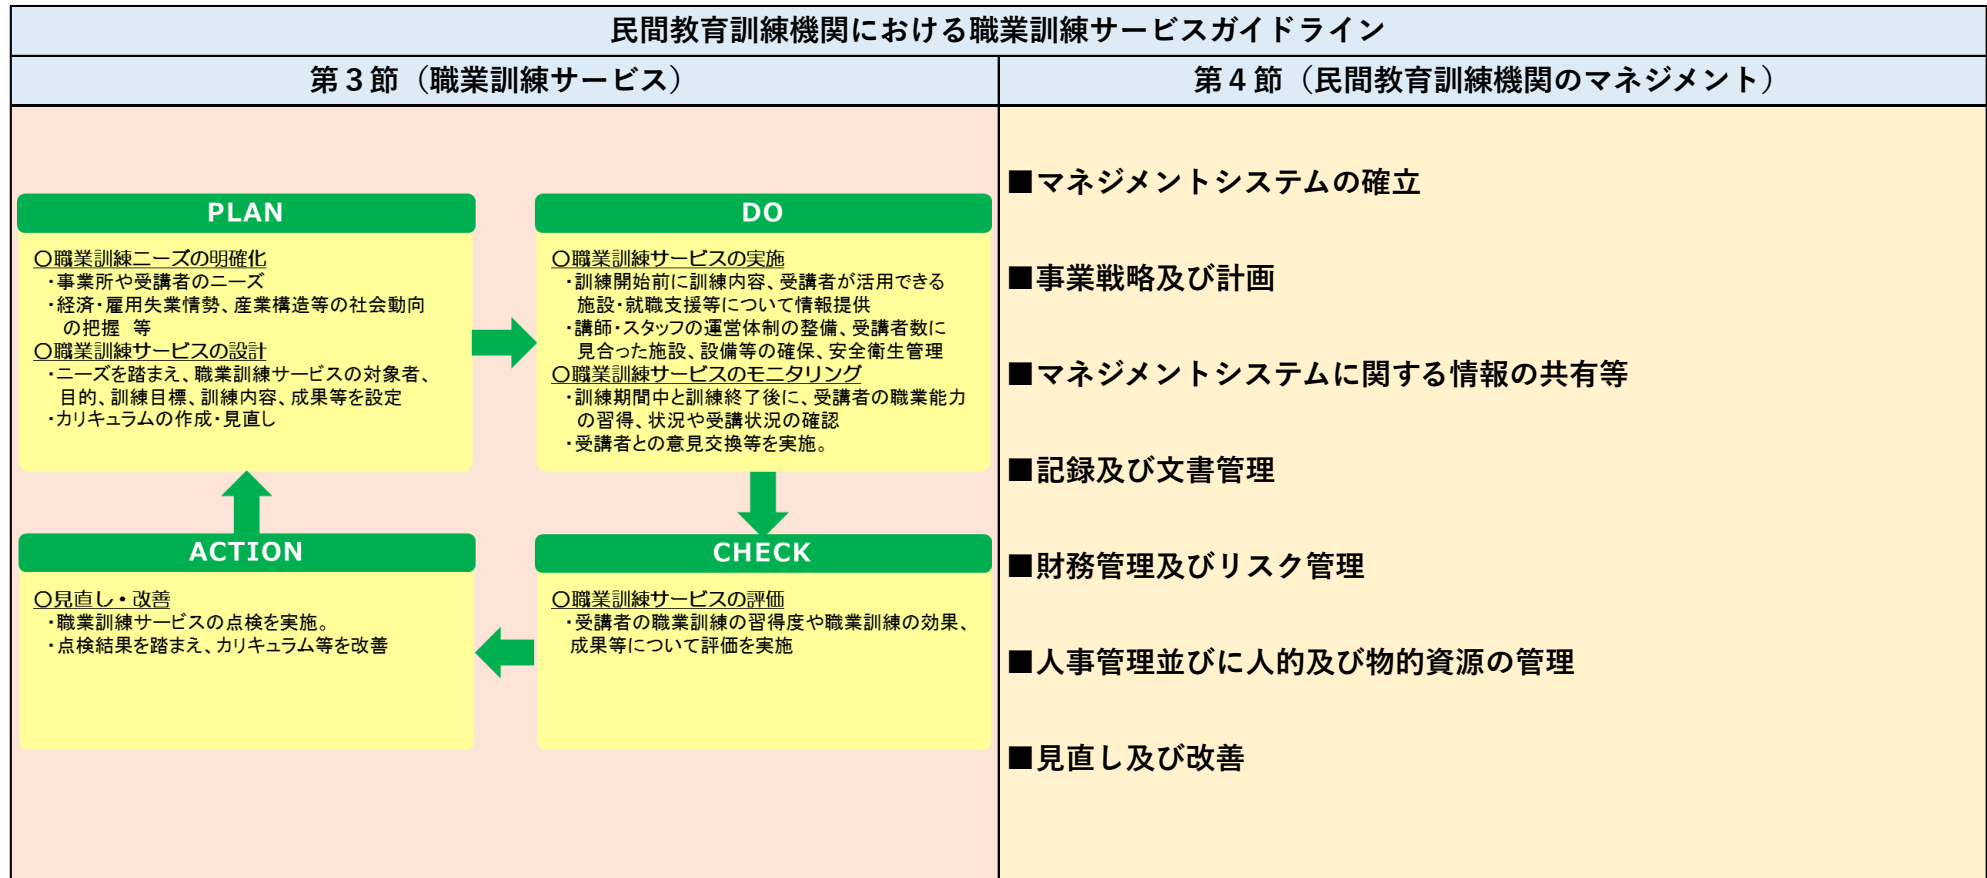 民間教育訓練機関における職業訓練サービスガイドライン
第３節（職業訓練サービス）
第４節（民間教育訓練機関のマネジメント）
PLAN
〇職業訓練ニーズの明確化
・事業所や受講者のニーズ
・経済・雇用失業情勢、産業構造等の社会動向
の把握 等
〇職業訓練サービスの設計
・ニーズを踏まえ、職業訓練サービスの対象者、
目的、訓練目標、訓練内容、成果等を設定
・カリキュラムの作成・見直し
DO
〇職業訓練サービスの実施
・訓練開始前に訓練内容、受講者が活用できる
施設・就職支援等について情報提供
・講師・スタッフの運営体制の整備、受講者数に
見合った施設、設備等の確保、安全衛生管理
〇職業訓練サービスのモニタリング
・訓練期間中と訓練終了後に、受講者の職業能力
の習得、状況や受講状況の確認
・受講者との意見交換等を実施。
ACTION
〇見直し・改善
・職業訓練サービスの点検を実施。
・点検結果を踏まえ、カリキュラム等を改善
CHECK
〇職業訓練サービスの評価
・受講者の職業訓練の習得度や職業訓練の効果、
成果等について評価を実施
■マネジメントシステムの確立
■事業戦略及び計画
■マネジメントシステムに関する情報の共有等
■記録及び文書管理
■財務管理及びリスク管理
■人事管理並びに人的及び物的資源の管理
■見直し及び改善